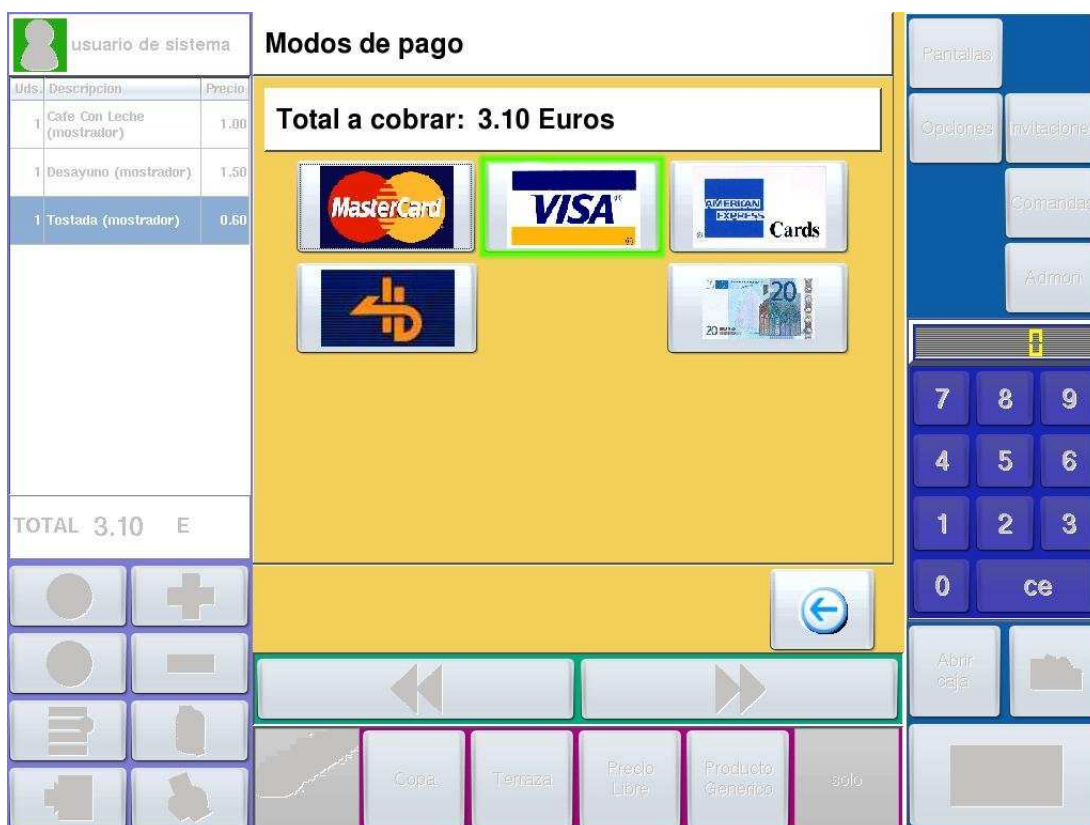 usuario de sistema
Uds. Descripcion Precio
1 Cafe Con Leche (mostrador) 1.00
1 Desayuno (mostrador) 1.50
1 Tostada (mostrador) 0.60
TOTAL 3.10 E
Modos de pago
Total a cobrar: 3.10 Euros
MasterCard
VISA
AMERICAN
EXPRESS
Cards
20
20
Copa
Terraza
Precio
Libre
Producto
Generico
solo
Pantallas
Opciones
Invitacione
Comandas
Admon
0
7 8 9
4 5 6
1 2 3
0 ce
Abrir
caja